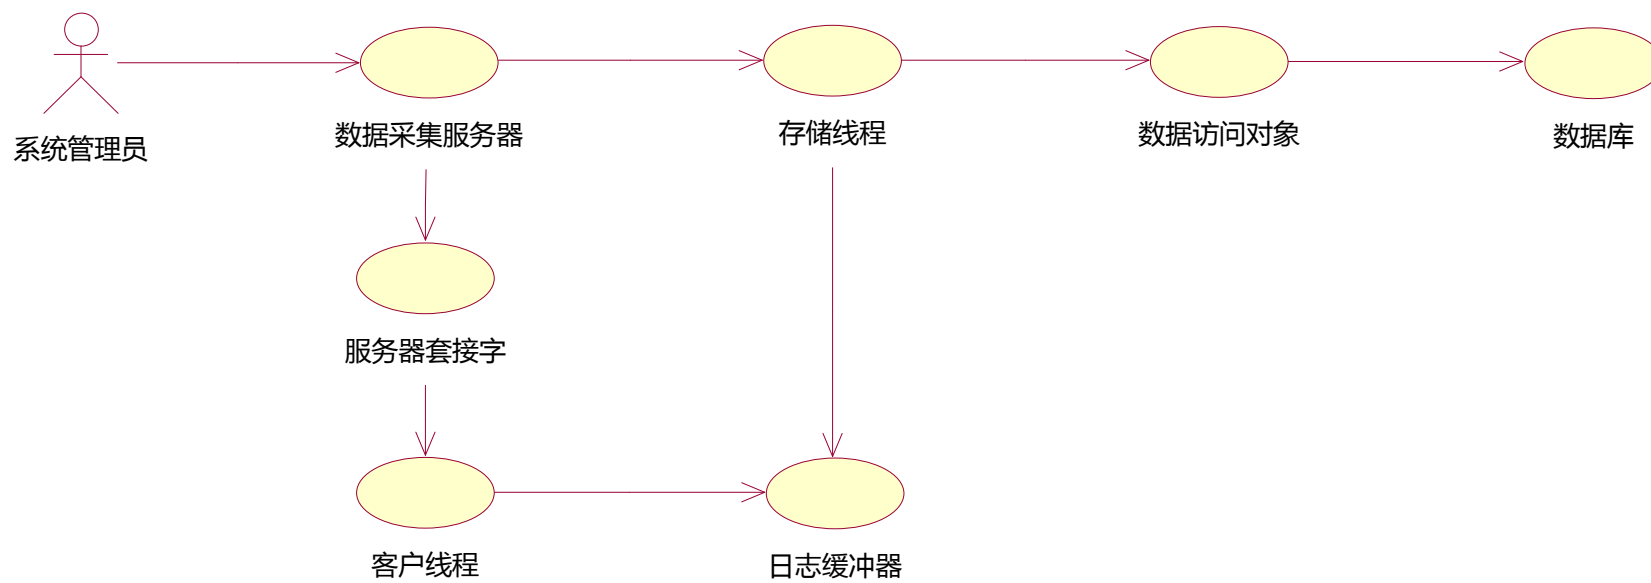 系统管理员
数据采集服务器
存储线程
数据访问对象
数据库
服务器套接字
客户线程
日志缓冲器